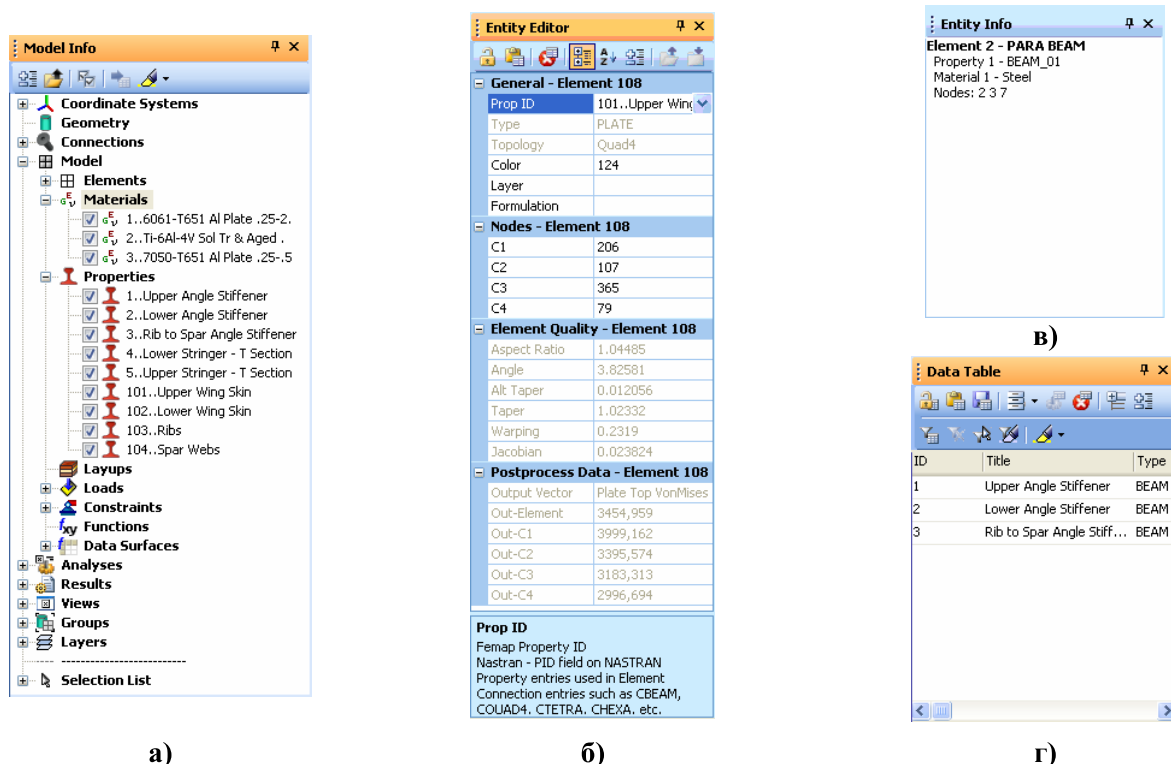 Model Info
Coordinate Systems
Geometry
Connections
Model
Elements
Materials
1..6061-T651 Al Plate .25-2.
2..Ti-6Al-4V Sol Tr & Aged .
3..7050-T651 Al Plate .25-.5
Properties
1..Upper Angle Stiffener
2..Lower Angle Stiffener
3..Rib to Spar Angle Stiffener
4..Lower Stringer - T Section
5..Upper Stringer - T Section
101..Upper Wing Skin
102..Lower Wing Skin
103..Ribs
104..Spar Webs
Layups
Loads
Constraints
Functions
Data Surfaces
Analyses
Results
Views
Groups
Layers
--------------------------
Selection List
а)
Entity Editor
General - Element 108
Prop ID 101..Upper Wing
Type PLATE
Topology Quad4
Color 124
Layer
Formulation
Nodes - Element 108
C1 206
C2 107
C3 365
C4 79
Element Quality - Element 108
Aspect Ratio 1.04485
Angle 3.82581
Alt Taper 0.012056
Taper 1.02332
Warping 0.2319
Jacobian 0.023824
Postprocess Data - Element 108
Output Vector Plate Top VonMises
Out-Element 3454,959
Out-C1 3999,162
Out-C2 3395,574
Out-C3 3183,313
Out-C4 2996,694
Prop ID
Femap Property ID
Nastran - PID field on NASTRAN
Property entries used in Element
Connection entries such as CBEAM,
CQUAD4. CTETRA. CHEXA. etc.
б)
Entity Info
Element 2 - PARA BEAM
Property 1 - BEAM_01
Material 1 - Steel
Nodes: 2 3 7
в)
Data Table
ID Title Type
1 Upper Angle Stiffener BEAM
2 Lower Angle Stiffener BEAM
3 Rib to Spar Angle Stiff... BEAM
г)